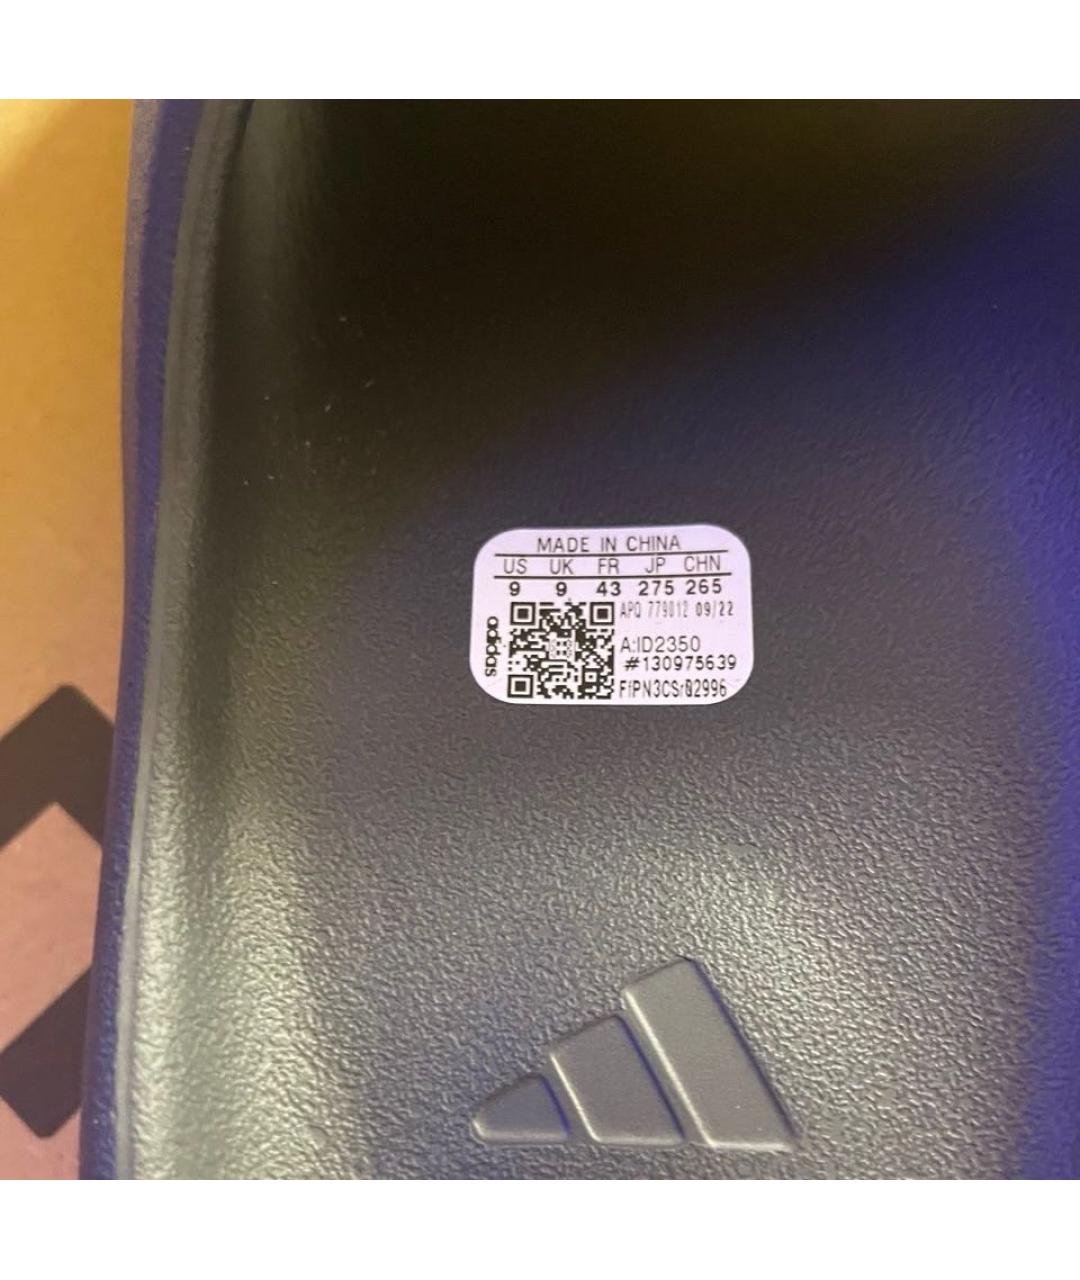 MADE IN CHINA
US UK FR JP CHN
9 9 43 275 265
adidas
APQ 779012 09/22
A:ID2350
#130975639
FfPN3CSr02996